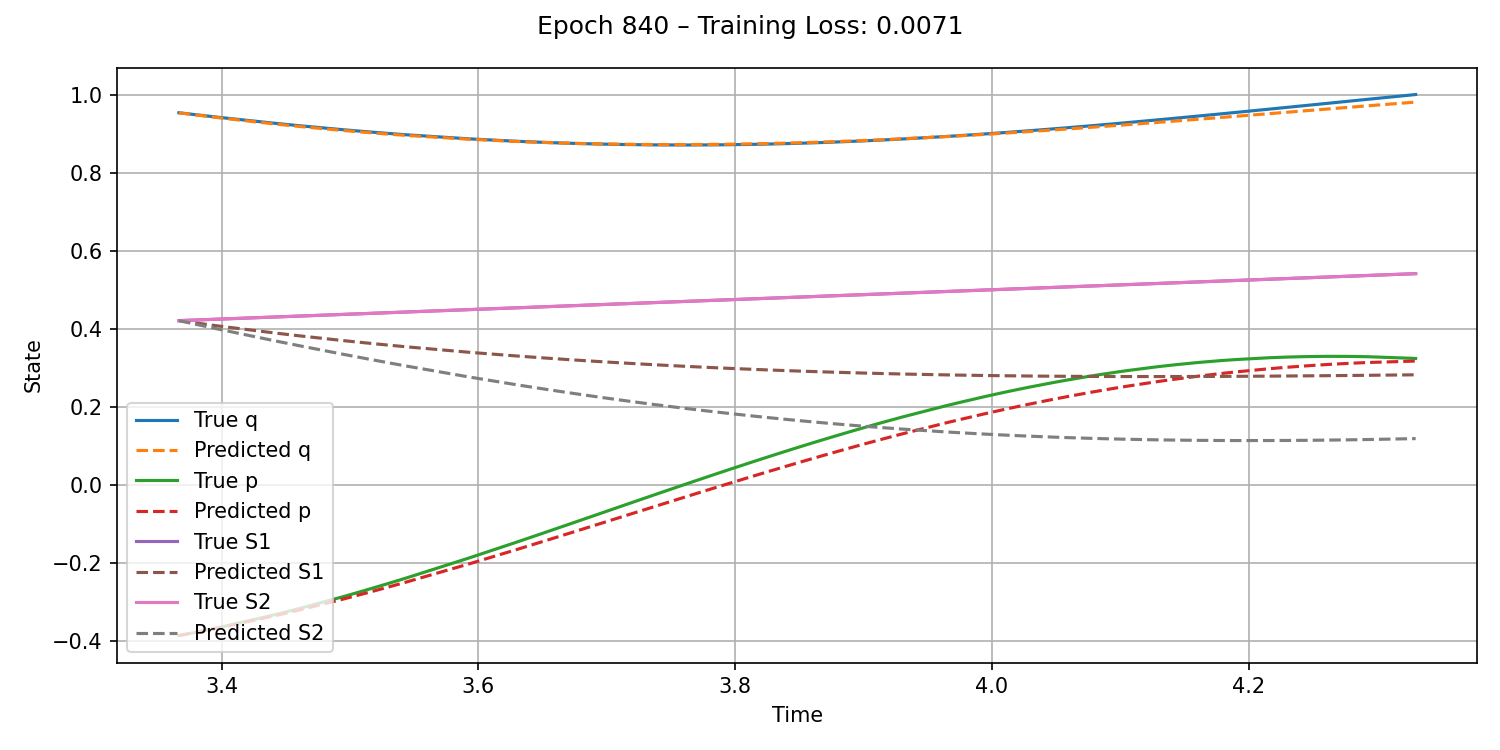 Epoch 840 – Training Loss: 0.0071
1.0
0.8
0.6
0.4
0.2
0.0
−0.2
−0.4
State
True q
Predicted q
True p
Predicted p
True S1
Predicted S1
True S2
Predicted S2
3.4 3.6 3.8 4.0 4.2
Time